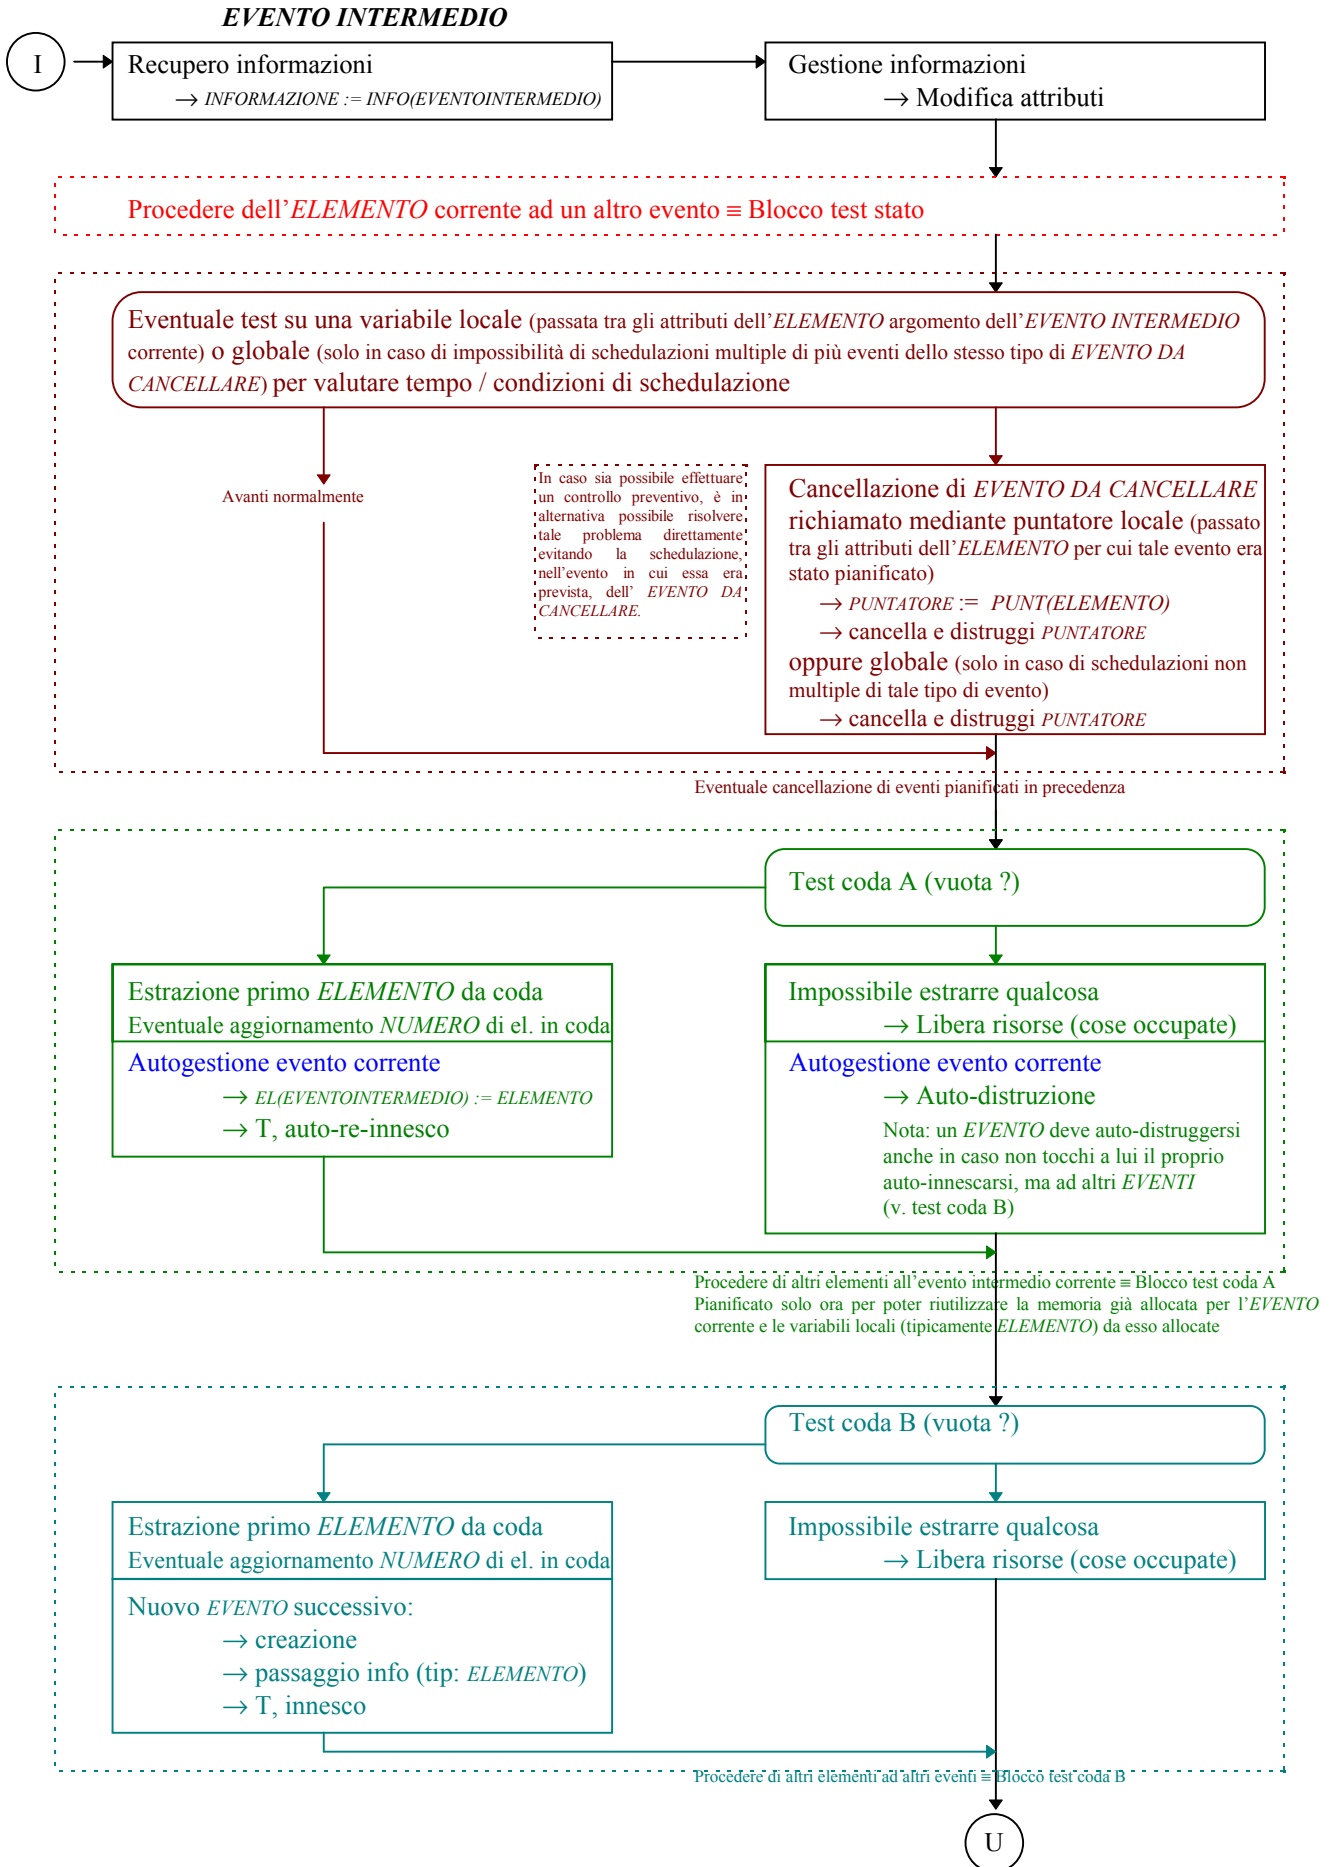 EVENTO INTERMEDIO
I
Recupero informazioni
→ INFORMAZIONE := INFO(EVENTOINTERMEDIO)
Gestione informazioni
→ Modifica attributi
Procedere dell’ELEMENTO corrente ad un altro evento ≡ Blocco test stato
Eventuale test su una variabile locale (passata tra gli attributi dell’ELEMENTO argomento dell’EVENTO INTERMEDIO
corrente) o globale (solo in caso di impossibilità di schedulazioni multiple di più eventi dello stesso tipo di EVENTO DA
CANCELLARE) per valutare tempo / condizioni di schedulazione
Avanti normalmente
In caso sia possibile effettuare
un controllo preventivo, è in
alternativa possibile risolvere
tale problema direttamente
evitando la schedulazione,
nell’evento in cui essa era
prevista, dell’ EVENTO DA
CANCELLARE.
Cancellazione di EVENTO DA CANCELLARE
richiamato mediante puntatore locale (passato
tra gli attributi dell’ELEMENTO per cui tale evento era
stato pianificato)
→ PUNTATORE := PUNT(ELEMENTO)
→ cancella e distruggi PUNTATORE
oppure globale (solo in caso di schedulazioni non
multiple di tale tipo di evento)
→ cancella e distruggi PUNTATORE
Eventuale cancellazione di eventi pianificati in precedenza
Test coda A (vuota ?)
Estrazione primo ELEMENTO da coda
Eventuale aggiornamento NUMERO di el. in coda
Autogestione evento corrente
→ EL(EVENTOINTERMEDIO) := ELEMENTO
→ T, auto-re-innesco
Impossibile estrarre qualcosa
→ Libera risorse (cose occupate)
Autogestione evento corrente
→ Auto-distruzione
Nota: un EVENTO deve auto-distruggersi
anche in caso non tocchi a lui il proprio
auto-innescarsi, ma ad altri EVENTI
(v. test coda B)
Procedere di altri elementi all’evento intermedio corrente ≡ Blocco test coda A
Pianificato solo ora per poter riutilizzare la memoria già allocata per l’EVENTO
corrente e le variabili locali (tipicamente ELEMENTO) da esso allocate
Test coda B (vuota ?)
Estrazione primo ELEMENTO da coda
Eventuale aggiornamento NUMERO di el. in coda
Nuovo EVENTO successivo:
→ creazione
→ passaggio info (tip: ELEMENTO)
→ T, innesco
Impossibile estrarre qualcosa
→ Libera risorse (cose occupate)
Procedere di altri elementi ad altri eventi ≡ Blocco test coda B
U